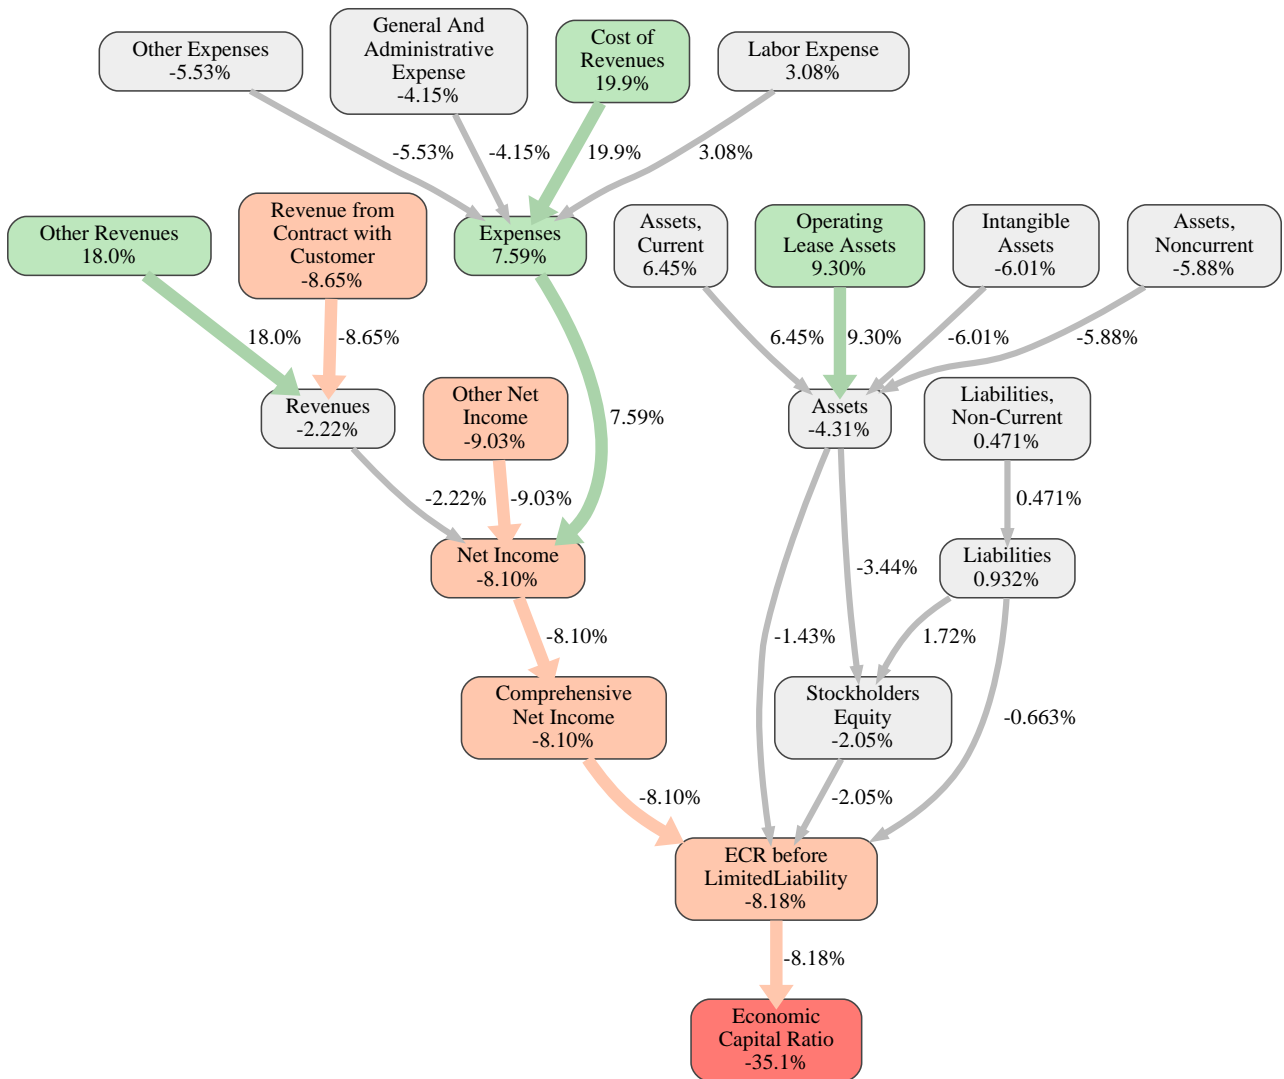 Other Expenses
-5.53%
General And
Administrative
Expense
-4.15%
Cost of
Revenues
19.9%
Labor Expense
3.08%
-5.53%
-4.15%
19.9%
3.08%
Other Revenues
18.0%
Revenue from
Contract with
Customer
-8.65%
Expenses
7.59%
Assets,
Current
6.45%
Operating
Lease Assets
9.30%
Intangible
Assets
-6.01%
Assets,
Noncurrent
-5.88%
18.0%
-8.65%
6.45%
9.30%
-6.01%
-5.88%
Revenues
-2.22%
Other Net
Income
-9.03%
7.59%
Assets
-4.31%
Liabilities,
Non-Current
0.471%
-2.22%
-9.03%
0.471%
Net Income
-8.10%
-3.44%
Liabilities
0.932%
-8.10%
-1.43%
1.72%
Comprehensive
Net Income
-8.10%
Stockholders
Equity
-2.05%
-0.663%
-8.10%
-2.05%
ECR before
LimitedLiability
-8.18%
-8.18%
Economic
Capital Ratio
-35.1%